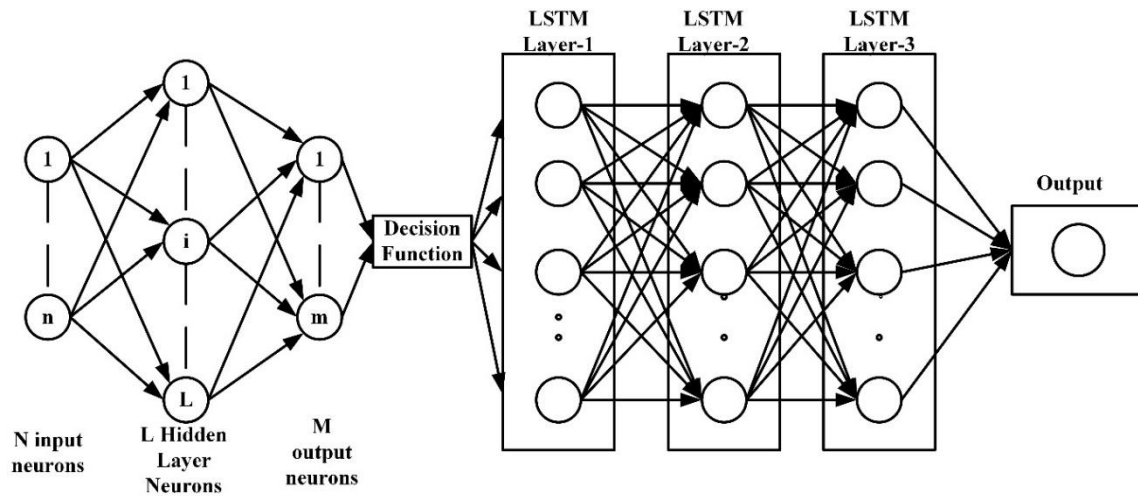 LSTM
Layer-1
LSTM
Layer-2
LSTM
Layer-3
1
i
L
1
n
1
m
Decision
Function
Output
N input
neurons
L Hidden
Layer
Neurons
M
output
neurons